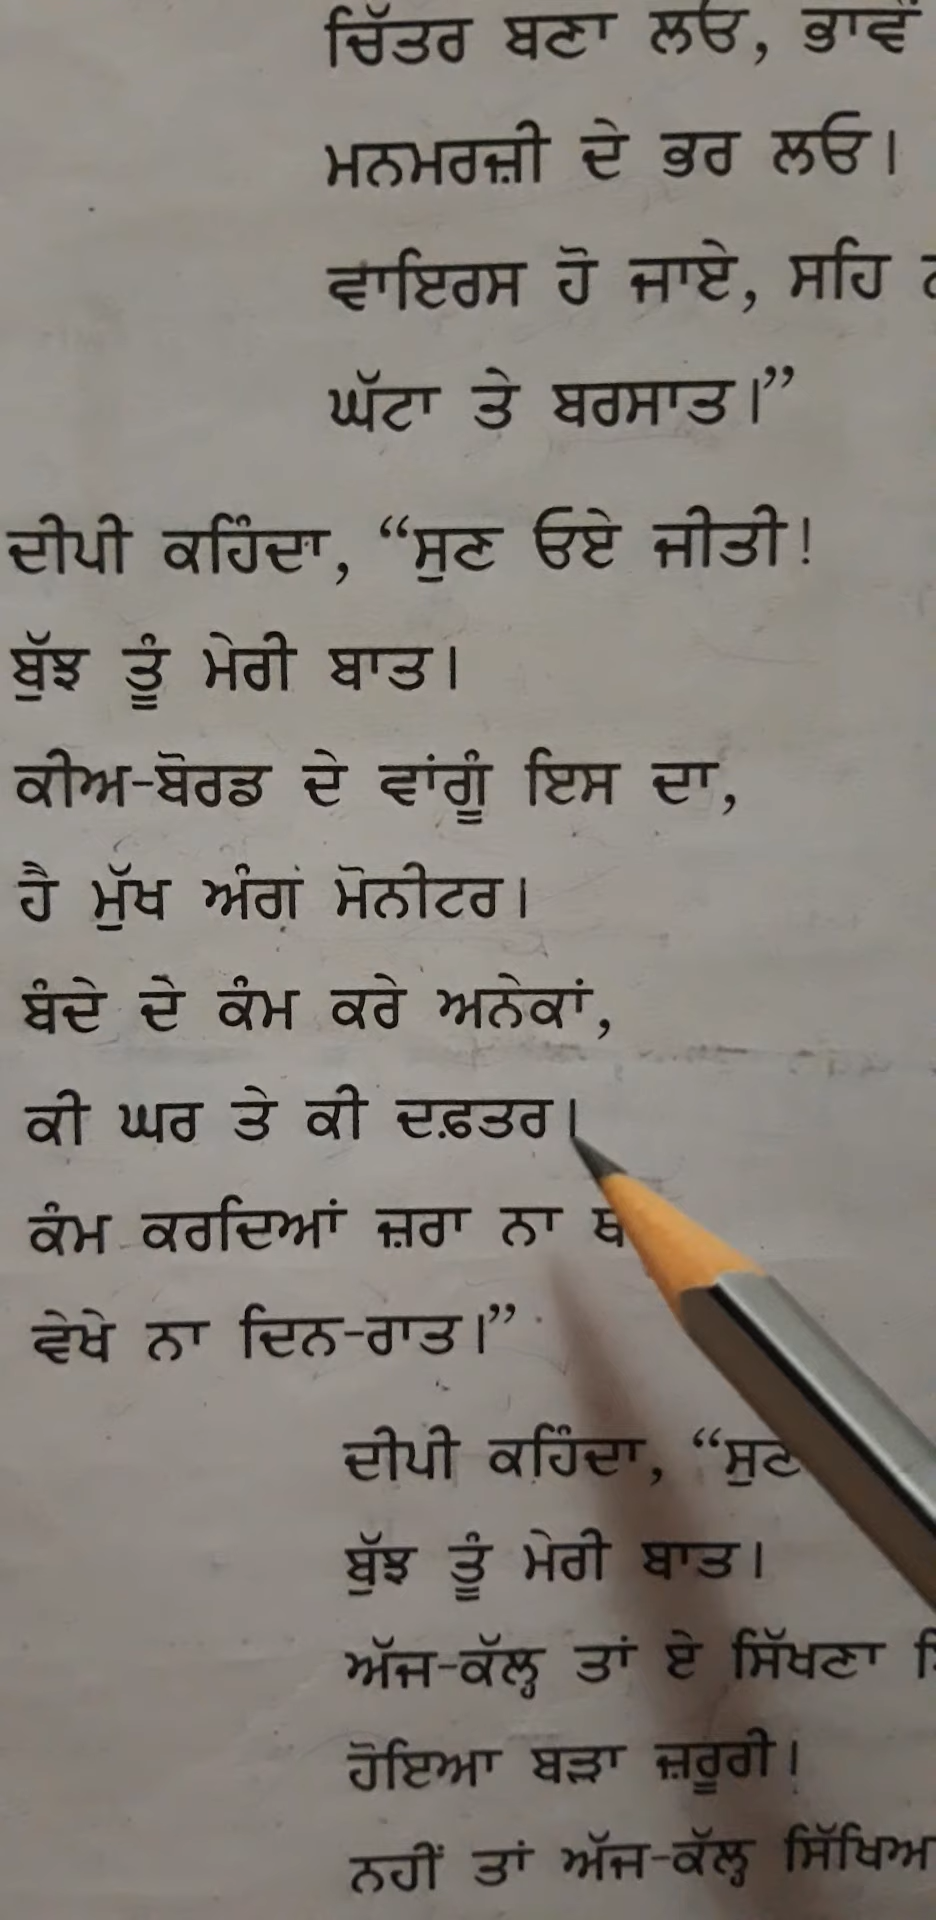 ਚਿੱਤਰ ਬਣਾ ਲਓ, ਭਾਵੇਂ
ਮਨਮਰਜ਼ੀ ਦੇ ਭਰ ਲਓ।
ਵਾਇਰਸ ਹੋ ਜਾਏ, ਸਹਿ
ਘੱਟਾ ਤੇ ਬਰਸਾਤ।”
ਦੀਪੀ ਕਹਿੰਦਾ, “ਸੁਣ ਓਏ ਜੀਤੀ!
ਬੁੱਝ ਤੂੰ ਮੇਰੀ ਬਾਤ।
ਕੀਅ-ਬੋਰਡ ਦੇ ਵਾਂਗੂੰ ਇਸ ਦਾ,
ਹੈ ਮੁੱਖ ਅੰਗ ਮੋਨੀਟਰ।
ਬੰਦੇ ਦੇ ਕੰਮ ਕਰੇ ਅਨੇਕਾਂ,
ਕੀ ਘਰ ਤੇ ਕੀ ਦਫ਼ਤਰ।
ਕੰਮ ਕਰਦਿਆਂ ਜ਼ਰਾ ਨਾ
ਵੇਖੇ ਨਾ ਦਿਨ-ਰਾਤ।”
ਦੀਪੀ ਕਹਿੰਦਾ, “ਸੁਣ
ਬੁੱਝ ਤੂੰ ਮੇਰੀ ਬਾਤ।
ਅੱਜ-ਕੱਲ੍ਹ ਤਾਂ ਏ ਸਿੱਖਣਾ
ਹੋਇਆ ਬੜਾ ਜ਼ਰੂਰੀ।
ਨਹੀਂ ਤਾਂ ਅੱਜ-ਕੱਲ੍ਹ ਸਿੱਖਿਅ